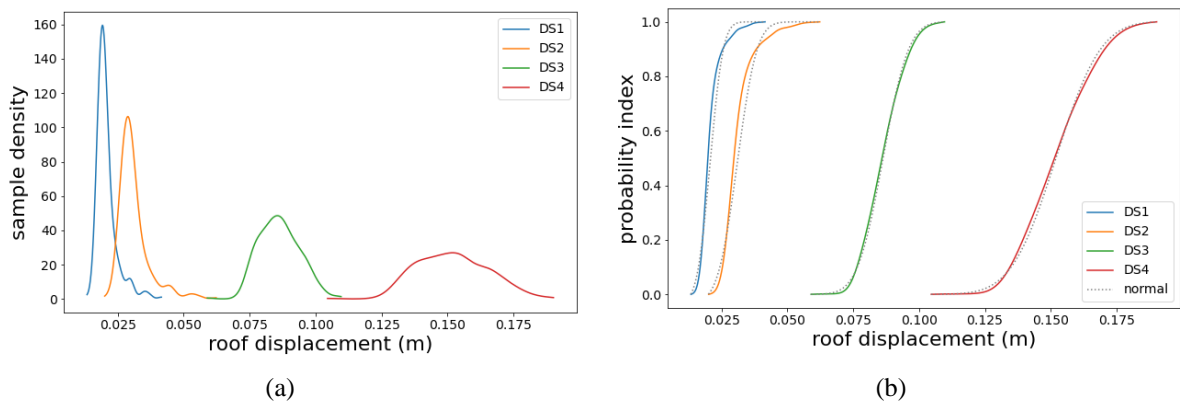 DS1
DS2
DS3
DS4
160
140
120
100
80
60
40
20
0
sample density
0.025 0.050 0.075 0.100 0.125 0.150 0.175
roof displacement (m)
(a)
1.0
0.8
0.6
0.4
0.2
0.0
probability index
DS1
DS2
DS3
DS4
normal
0.025 0.050 0.075 0.100 0.125 0.150 0.175
roof displacement (m)
(b)